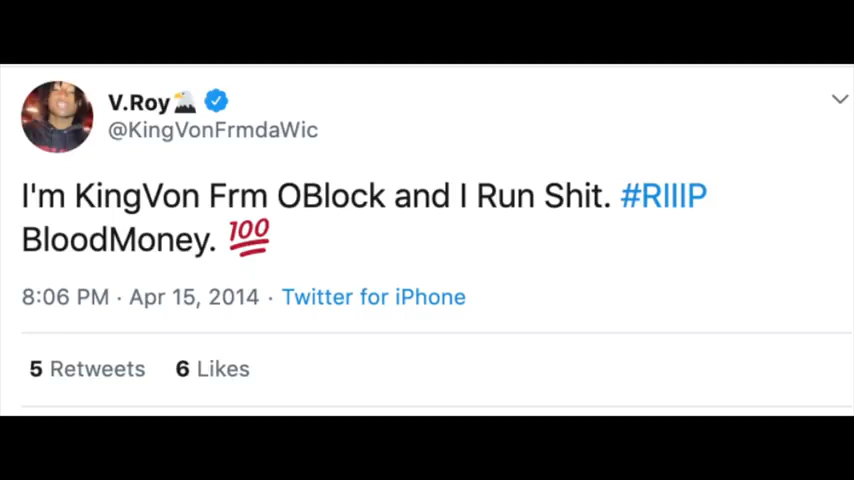 V.Roy🦅
@KingVonFrmdaWic
I'm KingVon Frm OBlock and I Run Shit. #RIIIP
BloodMoney. 💯
8:06 PM · Apr 15, 2014 · Twitter for iPhone
5 Retweets 6 Likes